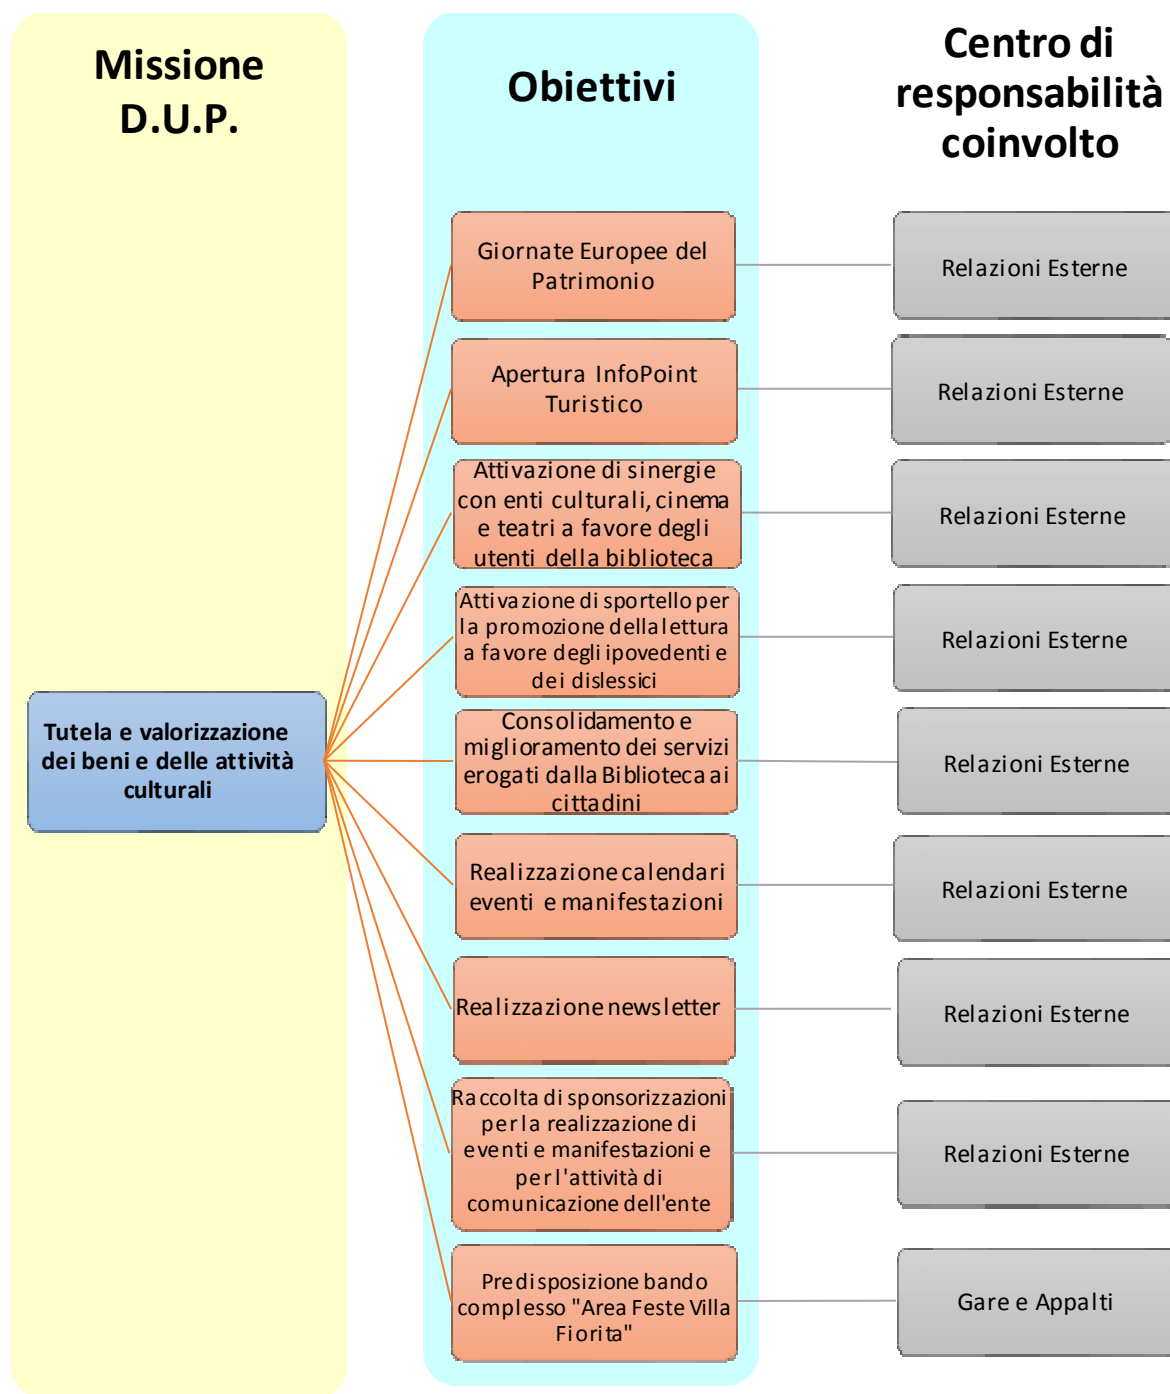 Missione
D.U.P.
Obiettivi
Centro di
responsabilità
coinvolto
Tutela e valorizzazione
dei beni e delle attività
culturali
Giornate Europee del
Patrimonio
Relazioni Esterne
Apertura InfoPoint
Turistico
Relazioni Esterne
Attivazione di sinergie
con enti culturali, cinema
e teatri a favore degli
utenti della biblioteca
Relazioni Esterne
Attivazione di sportello per
la promozione della lettura
a favore degli ipovedenti e
dei dislessici
Relazioni Esterne
Consolidamento e
miglioramento dei servizi
erogati dalla Biblioteca ai
cittadini
Relazioni Esterne
Realizzazione calendari
eventi e manifestazioni
Relazioni Esterne
Realizzazione newsletter
Relazioni Esterne
Raccolta di sponsorizzazioni
per la realizzazione di
eventi e manifestazioni e
per l'attività di
comunicazione dell'ente
Relazioni Esterne
Predisposizione bando
complesso "Area Feste Villa
Fiorita"
Gare e Appalti